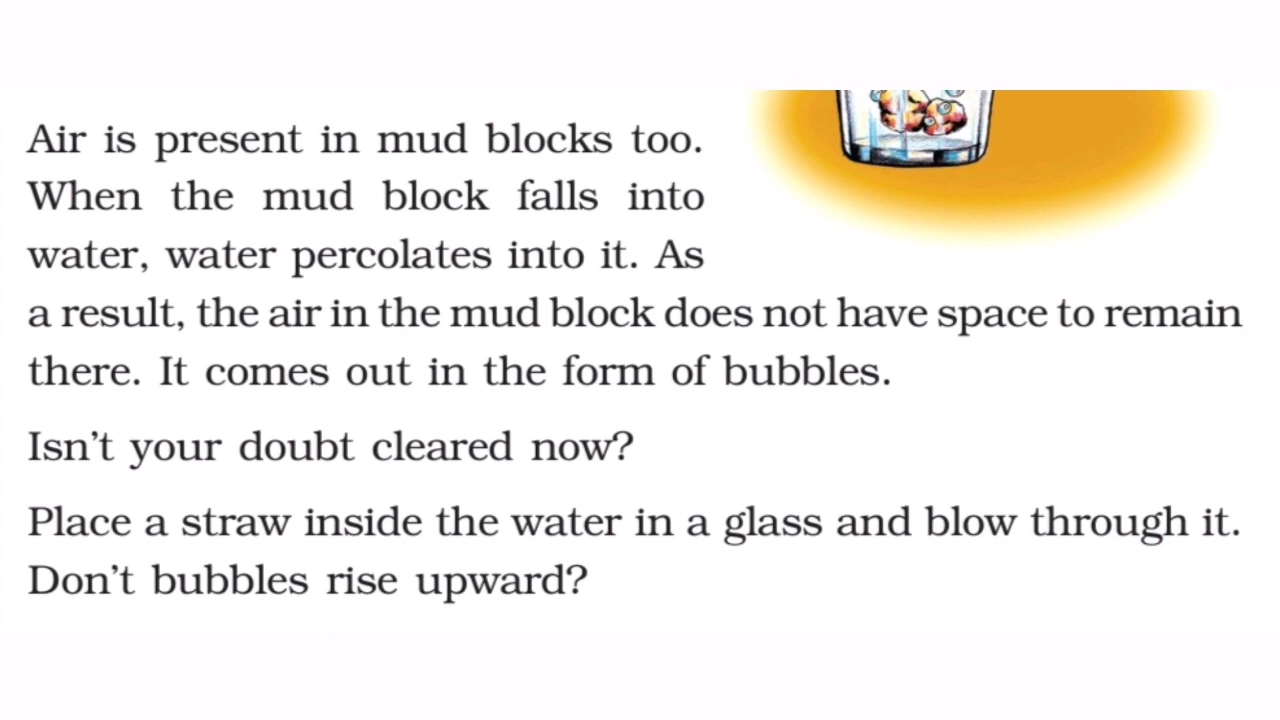 Air is present in mud blocks too.
When the mud block falls into
water, water percolates into it. As
a result, the air in the mud block does not have space to remain
there. It comes out in the form of bubbles.
Isn’t your doubt cleared now?
Place a straw inside the water in a glass and blow through it.
Don’t bubbles rise upward?